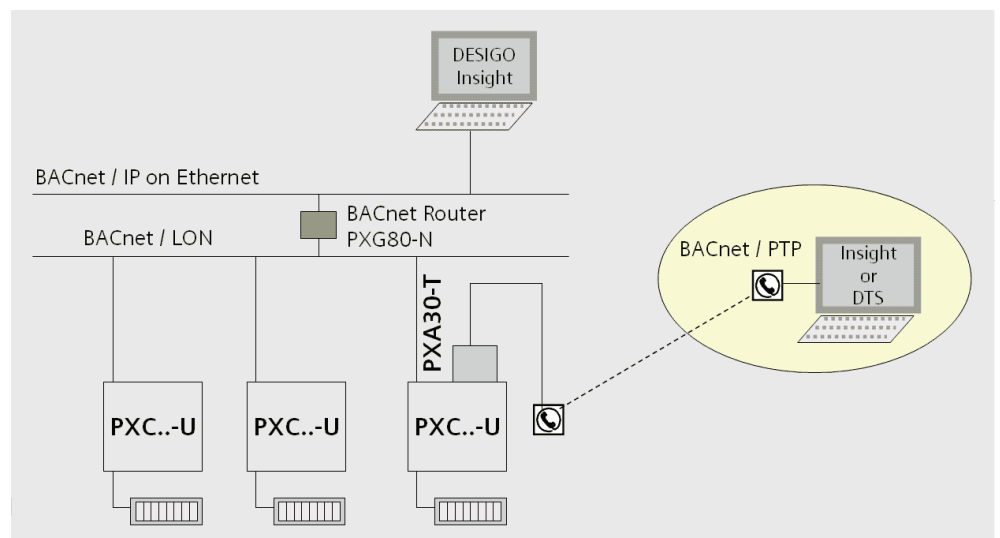 DESIGO
Insight
BACnet / IP on Ethernet
BACnet Router
PXG80-N
BACnet / LON
BACnet / PTP
Insight
or
DTS
PXA30-T
PXC..-U
PXC..-U
PXC..-U